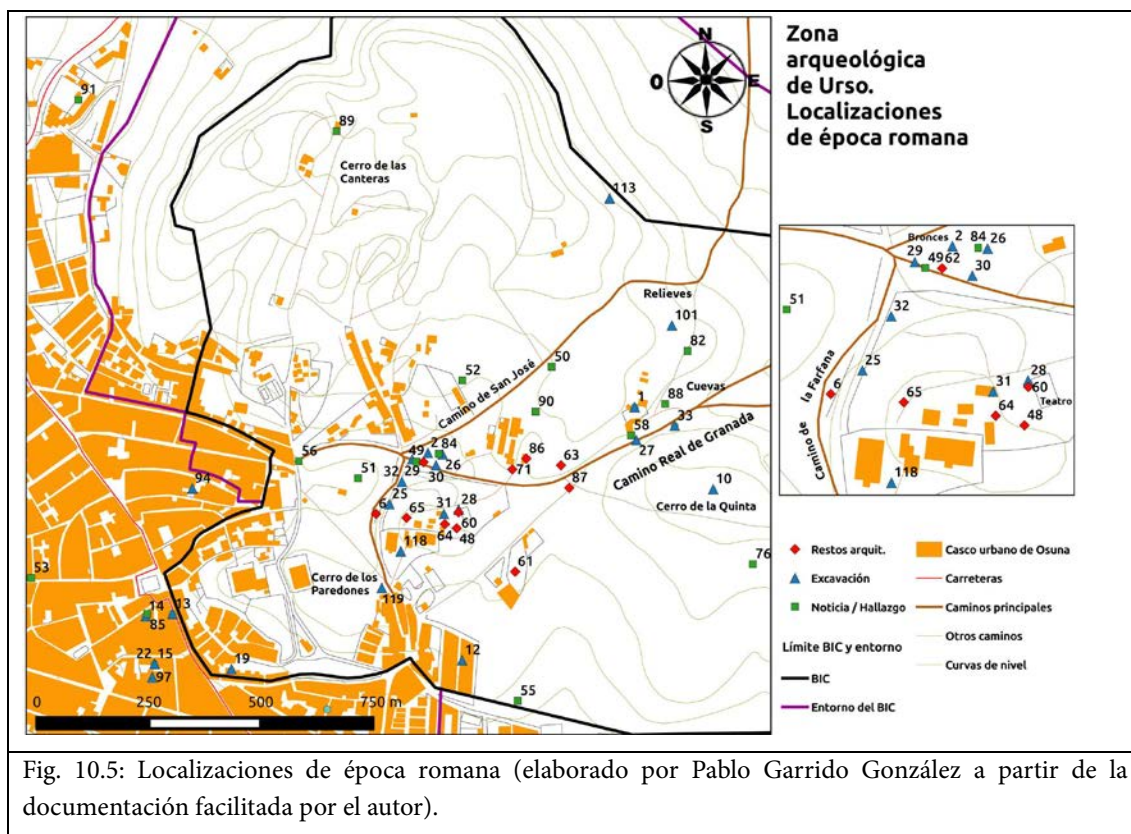 Zona
arqueológica
de Urso.
Localizaciones
de época romana
N
O
E
S
91
89
Cerro de las
Canteras
113
Relieves
101
82
50
52
Camino de San José
90
88
Cuevas
1
33
58
27
Camino Real de Granada
56
49
2
84
86
63
71
87
51
29
26
30
32
25
6
65
31
28
60
64
48
10
Cerro de la Quinta
94
118
61
76
Cerro de los
Paredones
119
53
14
13
85
22
15
97
19
12
55
0
250
500
750 m
Bronces
2
84
26
29
49
62
30
51
32
25
6
la Farfana
Camino de
65
31
28
60
Teatro
64
48
118
Restos arquit.
Excavación
Noticia / Hallazgo
Límite BIC y entorno
BIC
Entorno del BIC
Casco urbano de Osuna
Carreteras
Caminos principales
Otros caminos
Curvas de nivel
Fig. 10.5: Localizaciones de época romana (elaborado por Pablo Garrido González a partir de la
documentación facilitada por el autor).